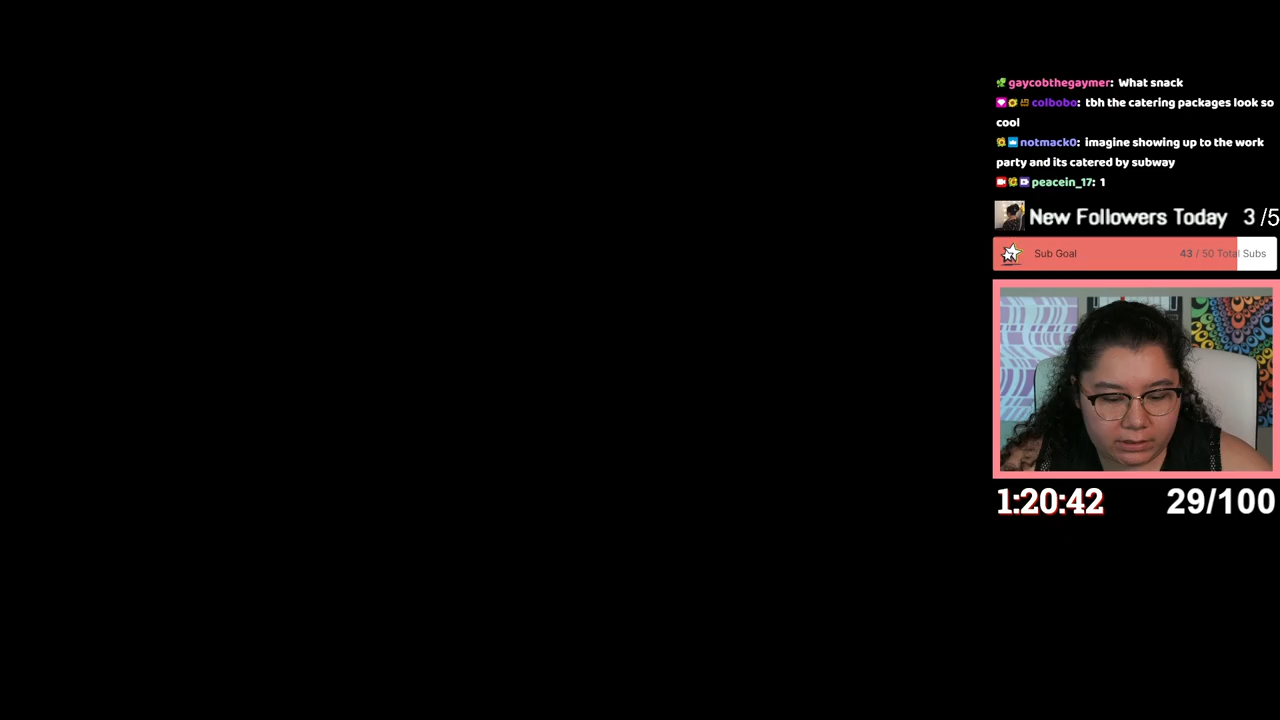 gaycobthegaymer: What snack
colbobo: tbh the catering packages look so
cool
notmack0: imagine showing up to the work
party and its catered by subway
peacein_17: 1
New Followers Today 3 /5
Sub Goal 43 / 50 Total Subs
1:20:42 29/100